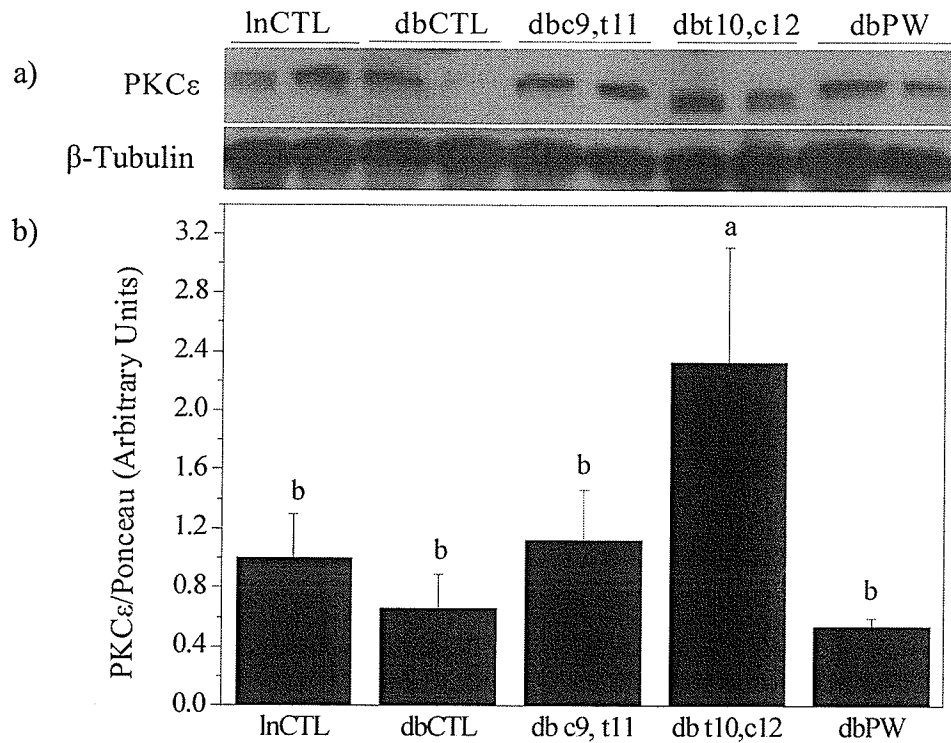 lnCTL dbCTL dbc9,t11 dbt10,c12 dbPW
a) PKCε
β-Tubulin
b)
PKCε/Ponceau (Arbitrary Units)
3.2
2.8
2.4
2.0
1.6
1.2
0.8
0.4
0.0
b
b
b
a
b
lnCTL dbCTL db c9, t11 db t10, c12 dbPW